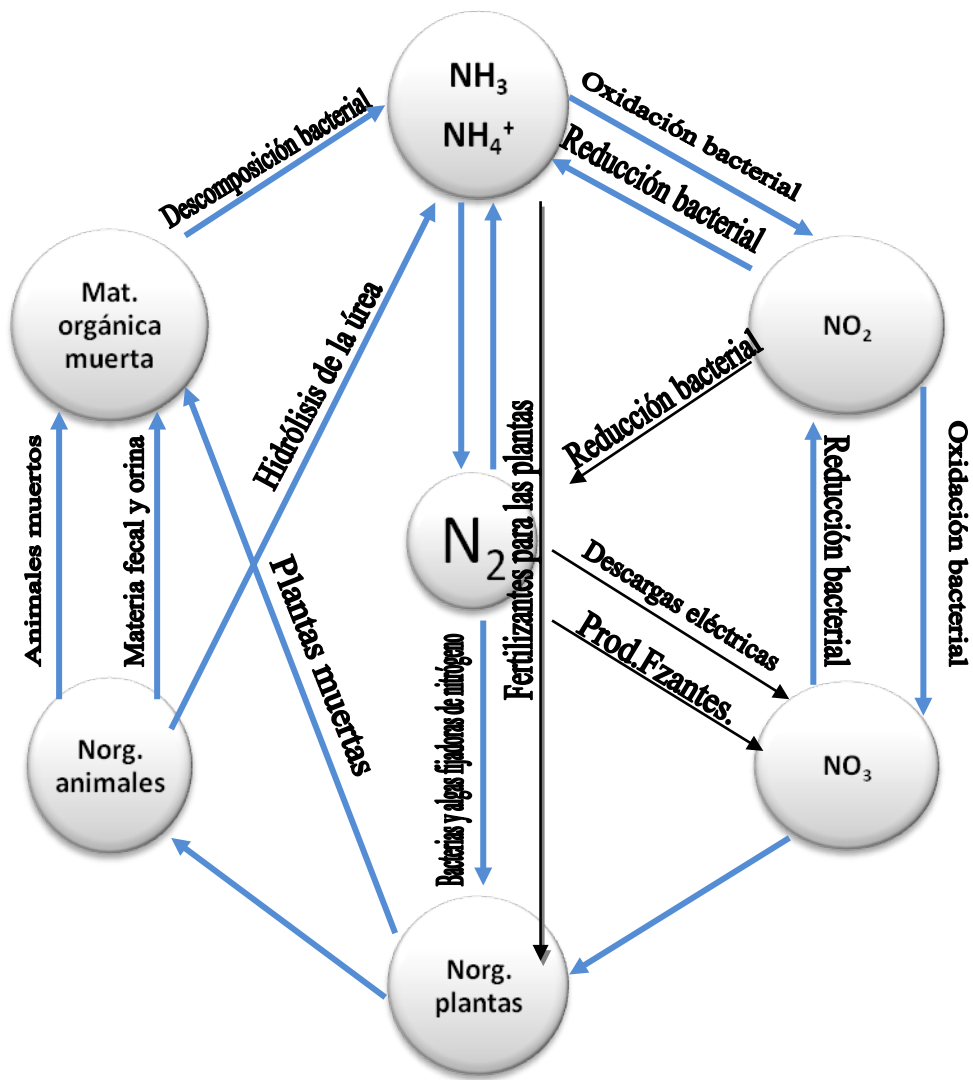 NH3
NH4+
Descomposición bacterial
Oxidación bacterial
Reducción bacterial
Mat.
orgánica
muerta
NO2
Hidrólisis de la úrea
Reducción bacterial
Fertilizantes para las plantas
Animales muertos
Materia fecal y orina
Reducción bacterial
Oxidación bacterial
N2
Plantas muertas
Descargas eléctricas
Prod.Fzantes.
Bacterias y algas fijadoras de nitrógeno
Norg.
animales
NO3
Norg.
plantas